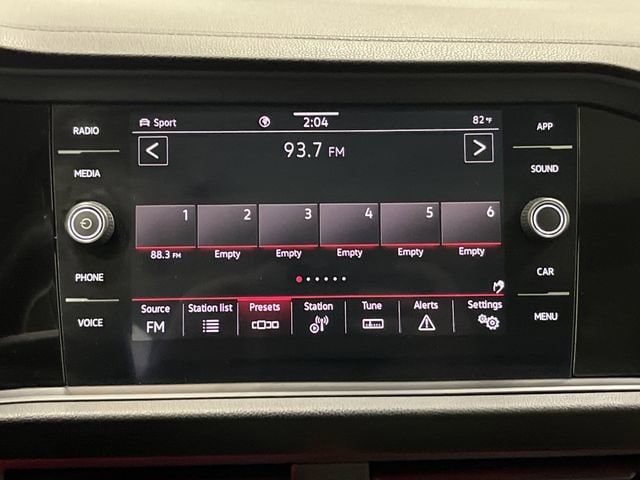 RADIO
MEDIA
PHONE
VOICE
Sport 2:04 82 °F
93.7 FM
1 2 3 4 5 6
88.3 FM Empty Empty Empty Empty Empty
Source Station list Presets Station Tune Alerts Settings
FM
APP
SOUND
CAR
MENU